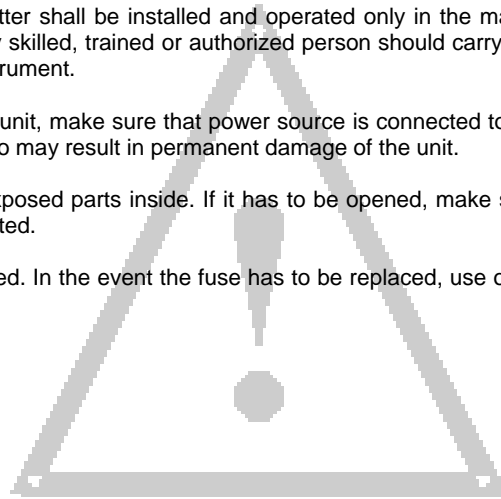 tter shall be installed and operated only in the ma
skilled, trained or authorized person should carry
rument.
unit, make sure that power source is connected to
o may result in permanent damage of the unit.
xposed parts inside. If it has to be opened, make s
ted.
ed. In the event the fuse has to be replaced, use o